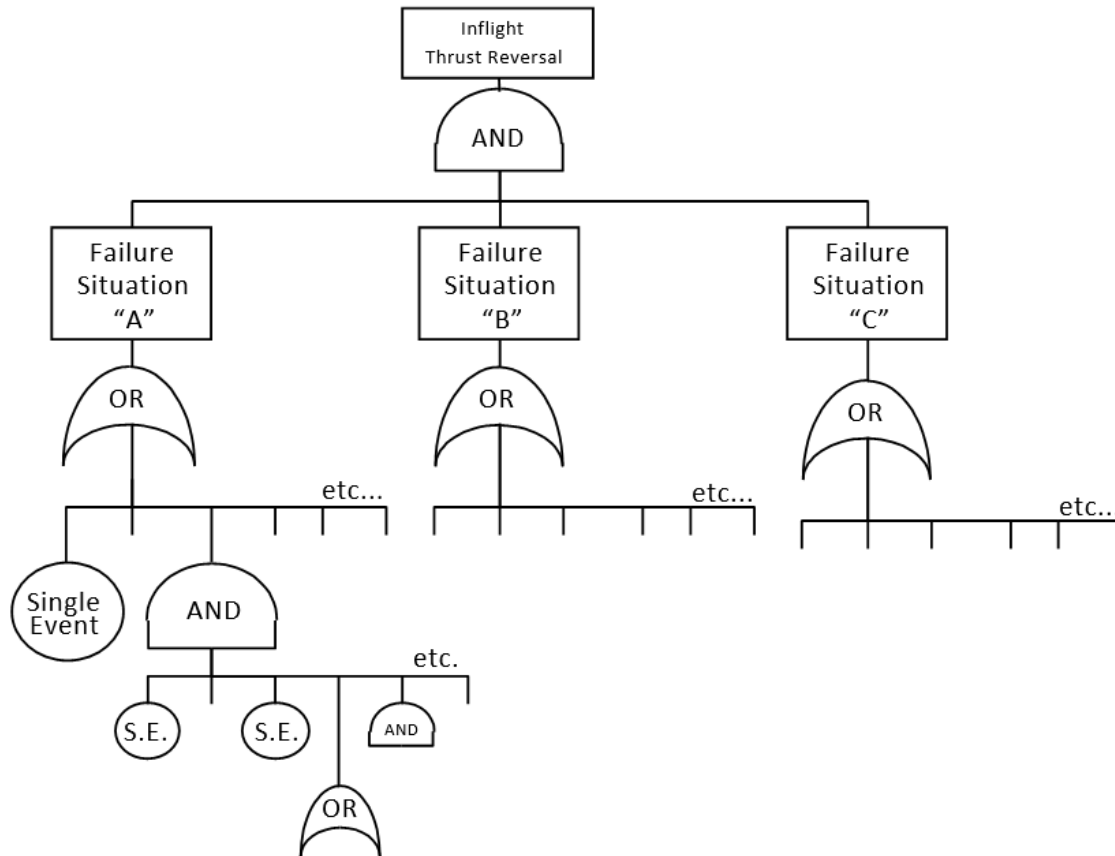 Inflight
Thrust Reversal
AND
Failure
Situation
“A”
Failure
Situation
“B”
Failure
Situation
“C”
OR
OR
OR
etc...
etc...
etc...
Single
Event
AND
etc.
S.E.
S.E.
AND
OR